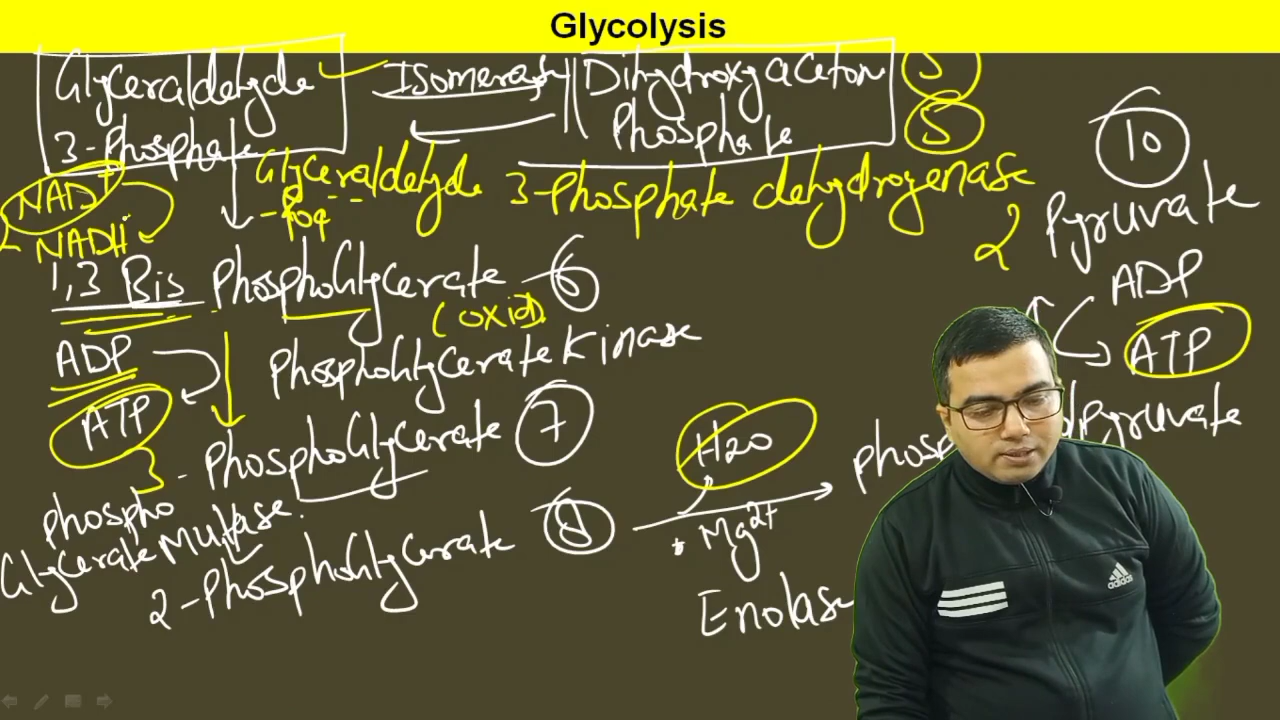 Glycolysis
Glyceraldehyde
3-Phosphate
Isomerase
Dihydroxyaceton
Phosphate
5
5
NAD+
NADH
Glyceraldehyde 3-Phosphate dehydrogenase
1,3 Bis PhosphoGlycerate 6
(oxid)
ADP
ATP
PhosphoGlycerate Kinase
3-PhosphoGlycerate 7
phospho
Glycerate Mutase
2-PhosphoGlycerate 8
H2O
Mg2+
Enolase
10
2 Pyruvate
ADP
ATP
adidas